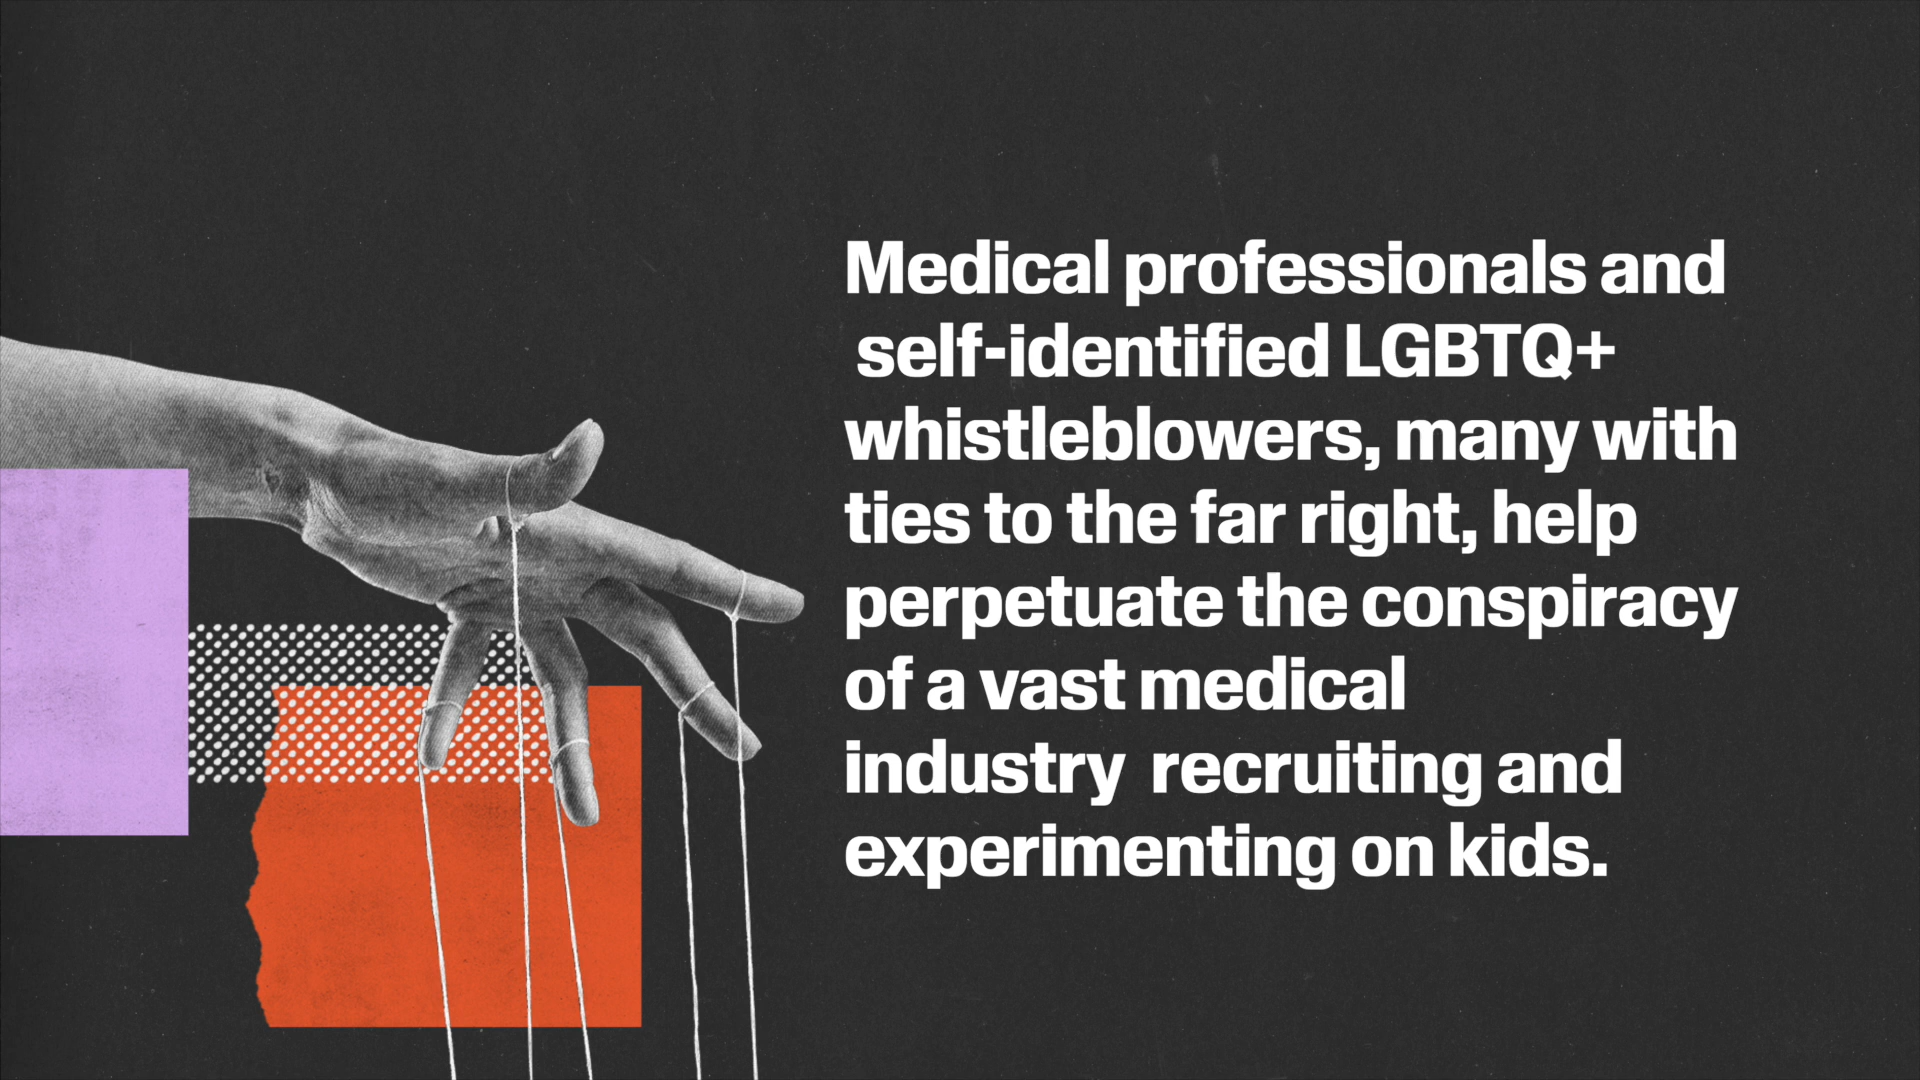 Medical professionals and
self-identified LGBTQ+
whistleblowers, many with
ties to the far right, help
perpetuate the conspiracy
of a vast medical
industry  recruiting and
experimenting on kids.